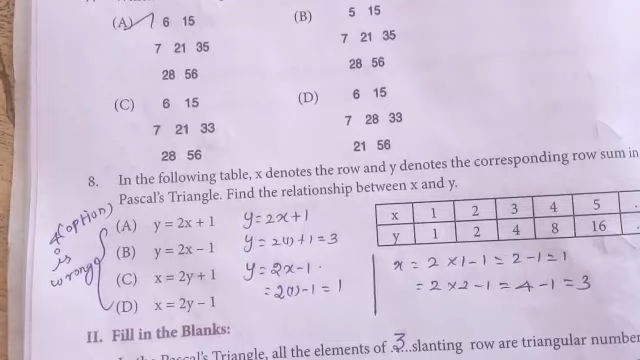 (A) 6 15
7 21 35
28 56
(B) 5 15
7 21 35
28 56
(C) 6 15
7 21 33
28 56
(D) 6 15
7 28 33
21 56
8. In the following table, x denotes the row and y denotes the corresponding row sum in
Pascal's Triangle. Find the relationship between x and y.
4(option)
is
wrong
(A) y = 2x + 1
(B) y = 2x − 1
(C) x = 2y + 1
(D) x = 2y − 1
y = 2x+1
y = 2(1)+1 = 3
y = 2x-1.
= 2(1)-1 = 1
x 1 2 3 4 5 .
y 1 2 4 8 16 .
x = 2 × 1 - 1 = 2 - 1 = 1
= 2 × 2 - 1 = 4 - 1 = 3
II. Fill in the Blanks:
Pascal's Triangle, all the elements of ..3...slanting row are triangular number